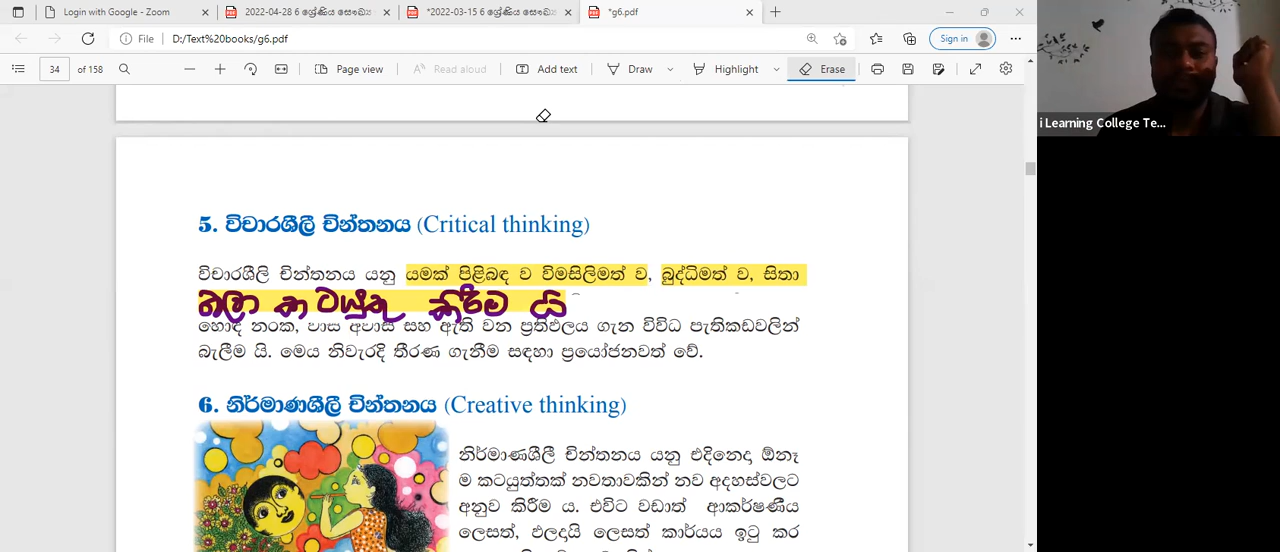 Login with Google - Zoom
2022-04-28 6 ශ්‍රේණිය සෞඛ්‍ය
*2022-03-15 6 ශ්‍රේණිය සෞඛ්‍ය
*g6.pdf
File D:/Text%20books/g6.pdf
Sign in
34 of 158
Page view
Read aloud
Add text
Draw
Highlight
Erase
i Learning College Te...
5. විචාරශීලී චින්තනය (Critical thinking)
විචාරශීලි චින්තනය යනු යමක් පිළිබඳ ව විමසිලිමත් ව, බුද්ධිමත් ව, සිතා
බලා කටයුතු කිරීම යි
හොඳ නරක, වාසි අවාසි සහ ඇති වන ප්‍රතිඵලය ගැන විවිධ පැතිකඩවලින්
බැලීම යි. මෙය නිවැරදි තීරණ ගැනීම සඳහා ප්‍රයෝජනවත් වේ.
6. නිර්මාණශීලී චින්තනය (Creative thinking)
නිර්මාණශීලී චින්තනය යනු එදිනෙදා ඕනෑ
ම කටයුත්තක් නවතාවකින් නව අදහස්වලට
අනුව කිරීම ය. එවිට වඩාත් ආකර්ෂණීය
ලෙසත්, ඵලදායි ලෙසත් කාර්යය ඉටු කර